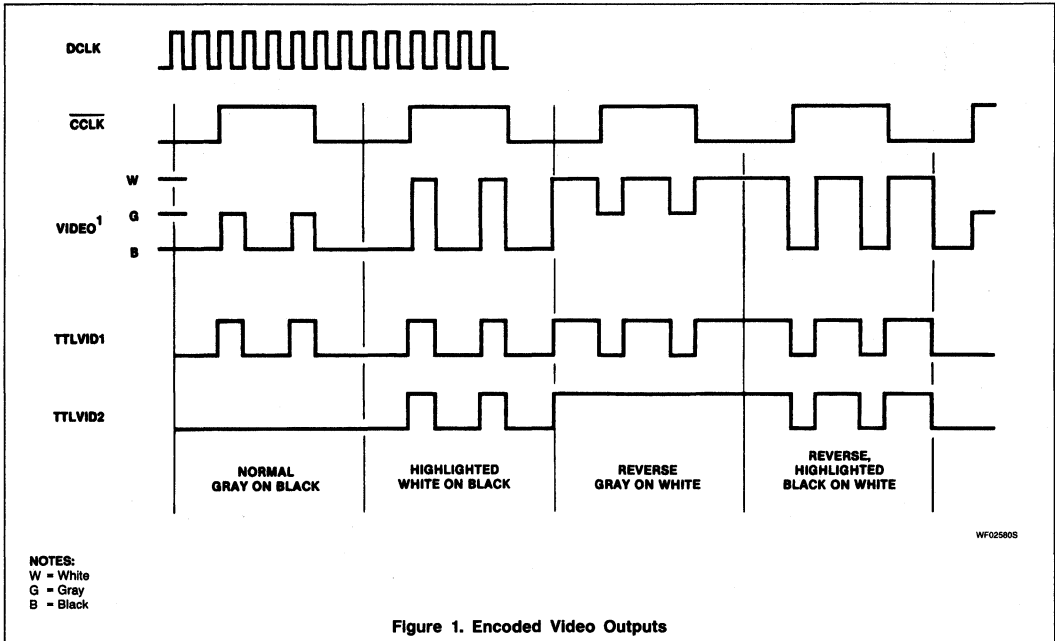 DCLK
CCLK
W
G
VIDEO1
B
TTLVID1
TTLVID2
NORMAL
GRAY ON BLACK
HIGHLIGHTED
WHITE ON BLACK
REVERSE
GRAY ON WHITE
REVERSE,
HIGHLIGHTED
BLACK ON WHITE
WF02580S
NOTES:
W = White
G = Gray
B = Black
Figure 1. Encoded Video Outputs